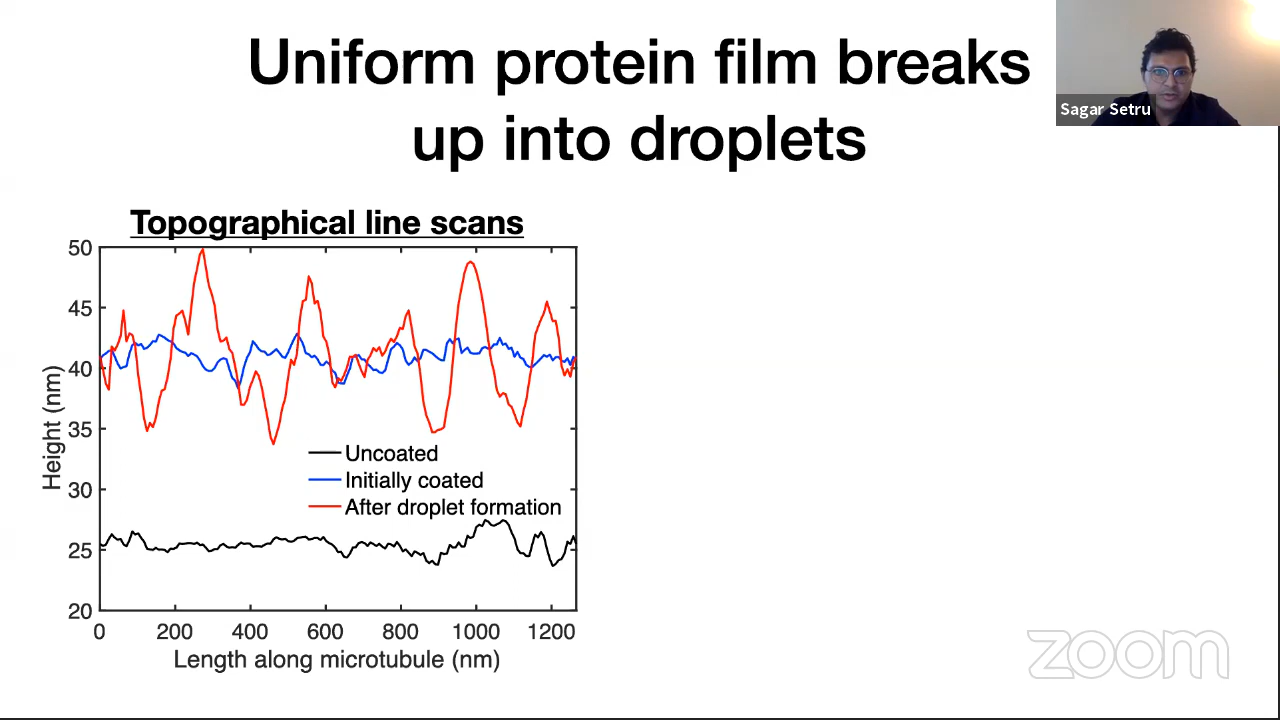 Uniform protein film breaks
up into droplets
Sagar Setru
Topographical line scans
50
45
40
35
30
25
20
Height (nm)
Uncoated
Initially coated
After droplet formation
0 200 400 600 800 1000 1200
Length along microtubule (nm)
zoom